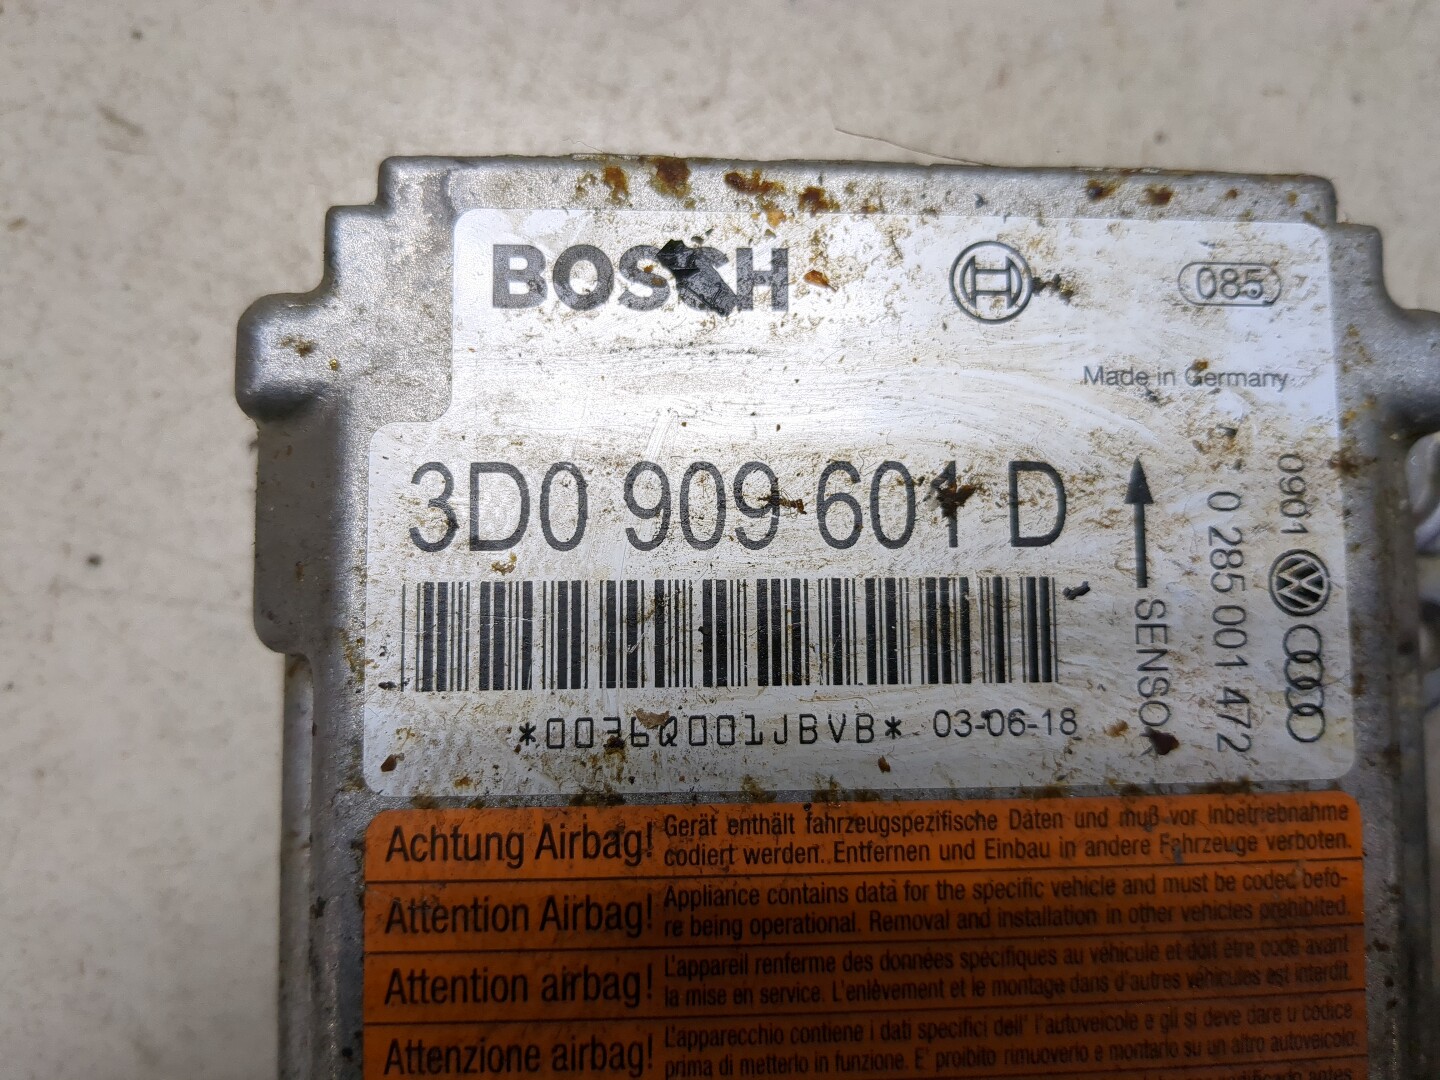 BOSCH
085
Made in Germany
3D0 909 601 D
*0036Q001JBVB* 03-06-18
SENSOR
0 285 001 472
0901
Achtung Airbag! Gerät enthält fahrzeugspezifische Daten und muß vor Inbetriebnahme
codiert werden. Entfernen und Einbau in andere Fahrzeuge verboten.
Attention Airbag! Appliance contains data for the specific vehicle and must be coded befo-
re being operational. Removal and installation in other vehicles prohibited.
Attention airbag! L'appareil renferme des données spécifiques au véhicule et doit être codé avant
la mise en service. L'enlèvement et le montage dans d'autres véhicules est interdit.
Attenzione airbag! L'apparecchio contiene i dati specifici dell' l'autoveicolo e gli si deve dare u códice
prima di metterlo in funzione. E' proibito rimuoverlo e montarlo su un altro autoveicolo.